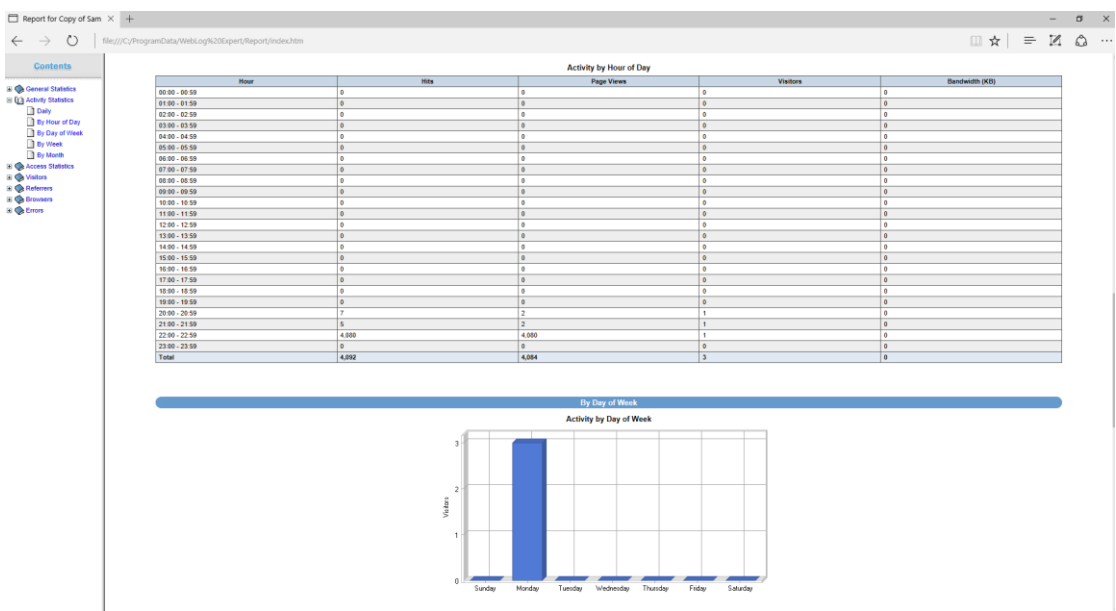 Report for Copy of Sam
file:///C:/ProgramData/WebLog%20Expert/Report/index.htm
Contents
General Statistics
Activity Statistics
Daily
By Hour of Day
By Day of Week
By Week
By Month
Access Statistics
Visitors
Referrers
Browsers
Errors
Activity by Hour of Day
Hour Hits Page Views Visitors Bandwidth (KB)
00:00 - 00:59 0 0 0 0
01:00 - 01:59 0 0 0 0
02:00 - 02:59 0 0 0 0
03:00 - 03:59 0 0 0 0
04:00 - 04:59 0 0 0 0
05:00 - 05:59 0 0 0 0
06:00 - 06:59 0 0 0 0
07:00 - 07:59 0 0 0 0
08:00 - 08:59 0 0 0 0
09:00 - 09:59 0 0 0 0
10:00 - 10:59 0 0 0 0
11:00 - 11:59 0 0 0 0
12:00 - 12:59 0 0 0 0
13:00 - 13:59 0 0 0 0
14:00 - 14:59 0 0 0 0
15:00 - 15:59 0 0 0 0
16:00 - 16:59 0 0 0 0
17:00 - 17:59 0 0 0 0
18:00 - 18:59 0 0 0 0
19:00 - 19:59 0 0 0 0
20:00 - 20:59 7 2 1 0
21:00 - 21:59 5 2 1 0
22:00 - 22:59 4,080 4,080 1 0
23:00 - 23:59 0 0 0 0
Total 4,092 4,084 3 0
By Day of Week
Activity by Day of Week
3
2
1
0
Visitors
Sunday Monday Tuesday Wednesday Thursday Friday Saturday